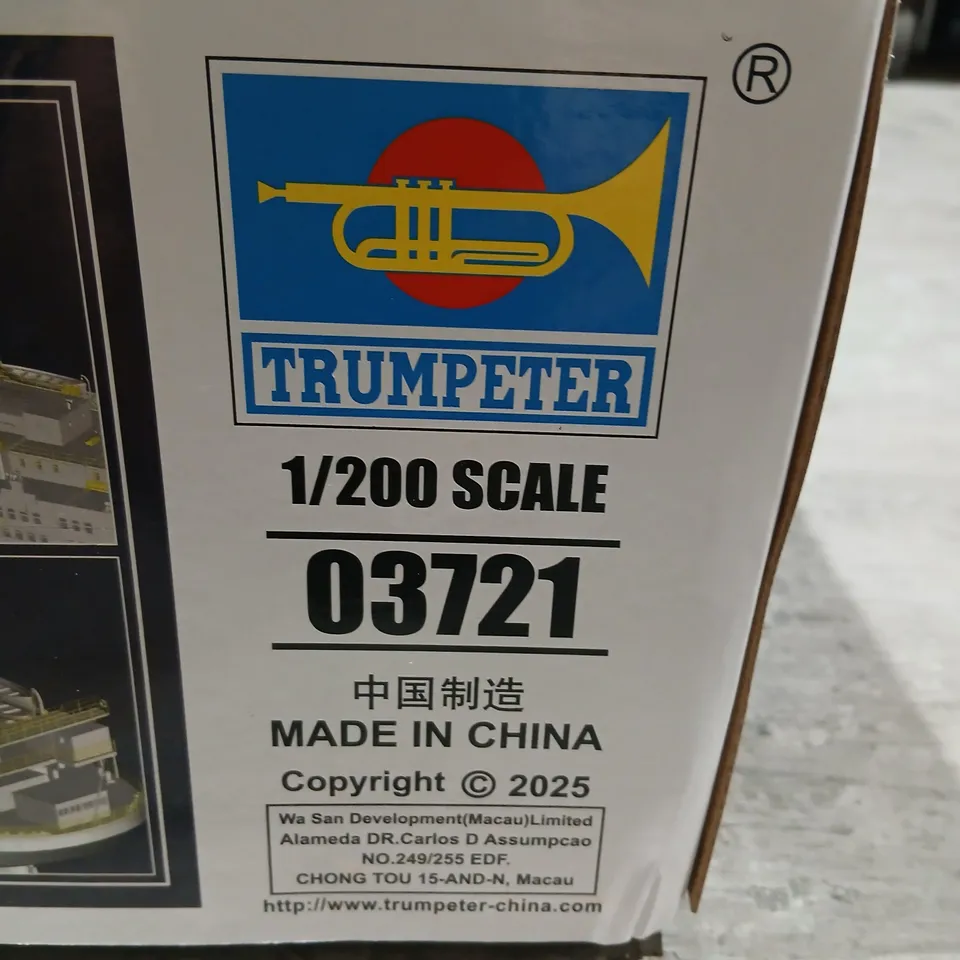 ®
TRUMPETER
1/200 SCALE
03721
中国制造
MADE IN CHINA
Copyright © 2025
Wa San Development(Macau)Limited
Alameda DR.Carlos D Assumpcao
NO.249/255 EDF.
CHONG TOU 15-AND-N, Macau
http://www.trumpeter-china.com